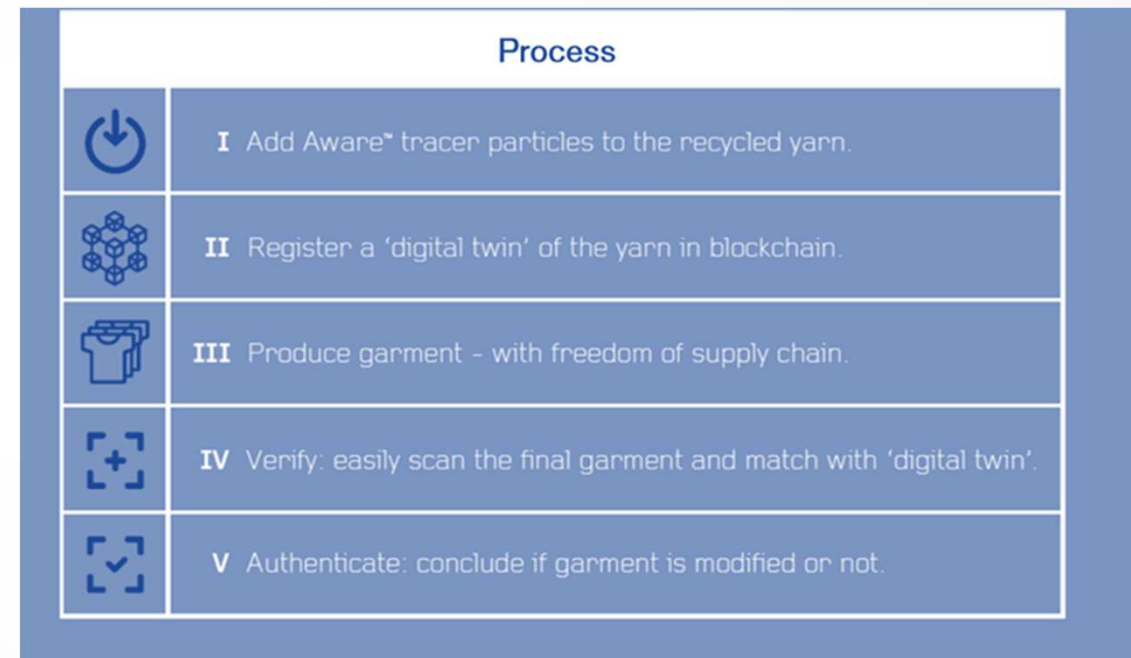 Process
I Add Aware™ tracer particles to the recycled yarn.
II Register a ‘digital twin’ of the yarn in blockchain.
III Produce garment - with freedom of supply chain.
IV Verify: easily scan the final garment and match with ‘digital twin’.
V Authenticate: conclude if garment is modified or not.